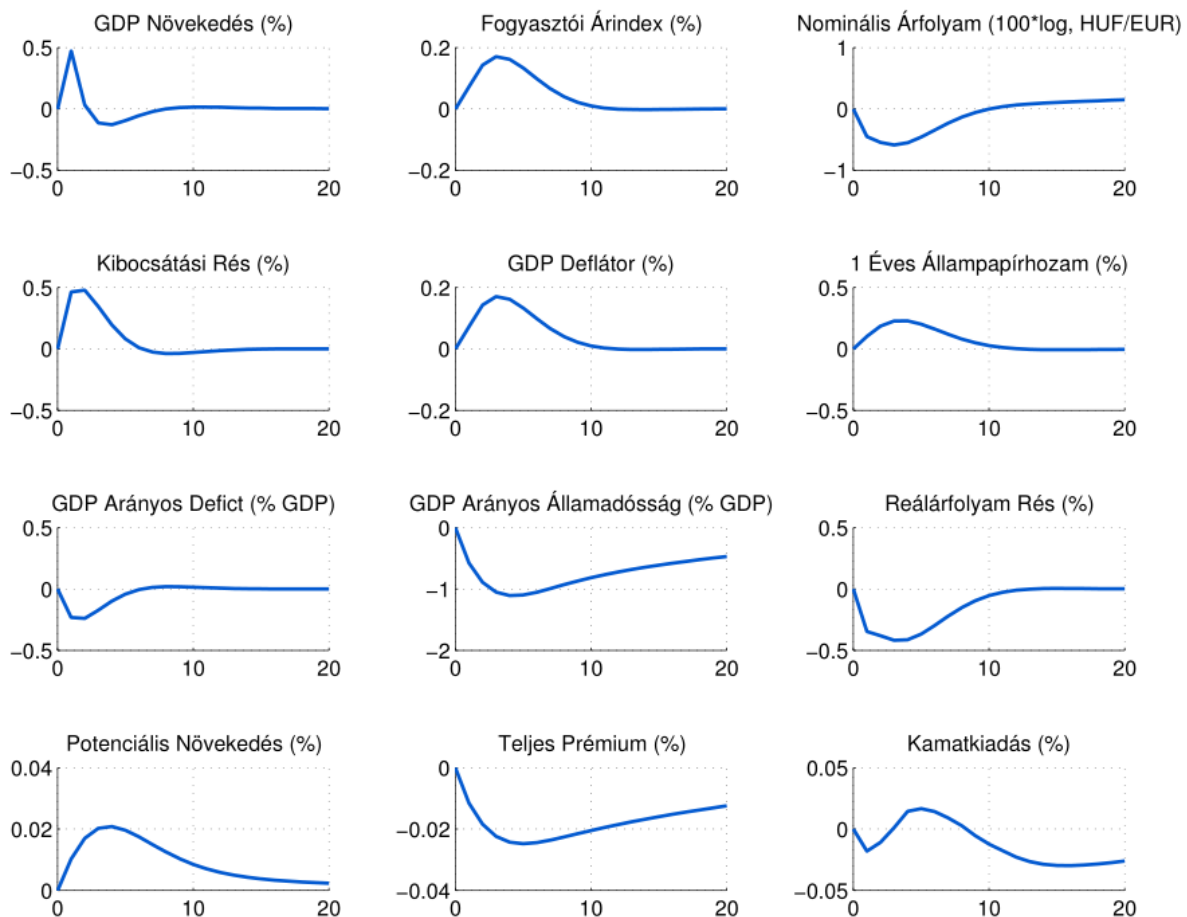 GDP Növekedés (%)
0.5
0
−0.5
0 10 20
Fogyasztói Árindex (%)
0.2
0
−0.2
0 10 20
Nominális Árfolyam (100*log, HUF/EUR)
1
0
−1
0 10 20
Kibocsátási Rés (%)
0.5
0
−0.5
0 10 20
GDP Deflátor (%)
0.2
0
−0.2
0 10 20
1 Éves Állampapírhozam (%)
0.5
0
−0.5
0 10 20
GDP Arányos Defict (% GDP)
0.5
0
−0.5
0 10 20
GDP Arányos Államadósság (% GDP)
0
−1
−2
0 10 20
Reálárfolyam Rés (%)
0.5
0
−0.5
0 10 20
Potenciális Növekedés (%)
0.04
0.02
0
0 10 20
Teljes Prémium (%)
0
−0.02
−0.04
0 10 20
Kamatkiadás (%)
0.05
0
−0.05
0 10 20